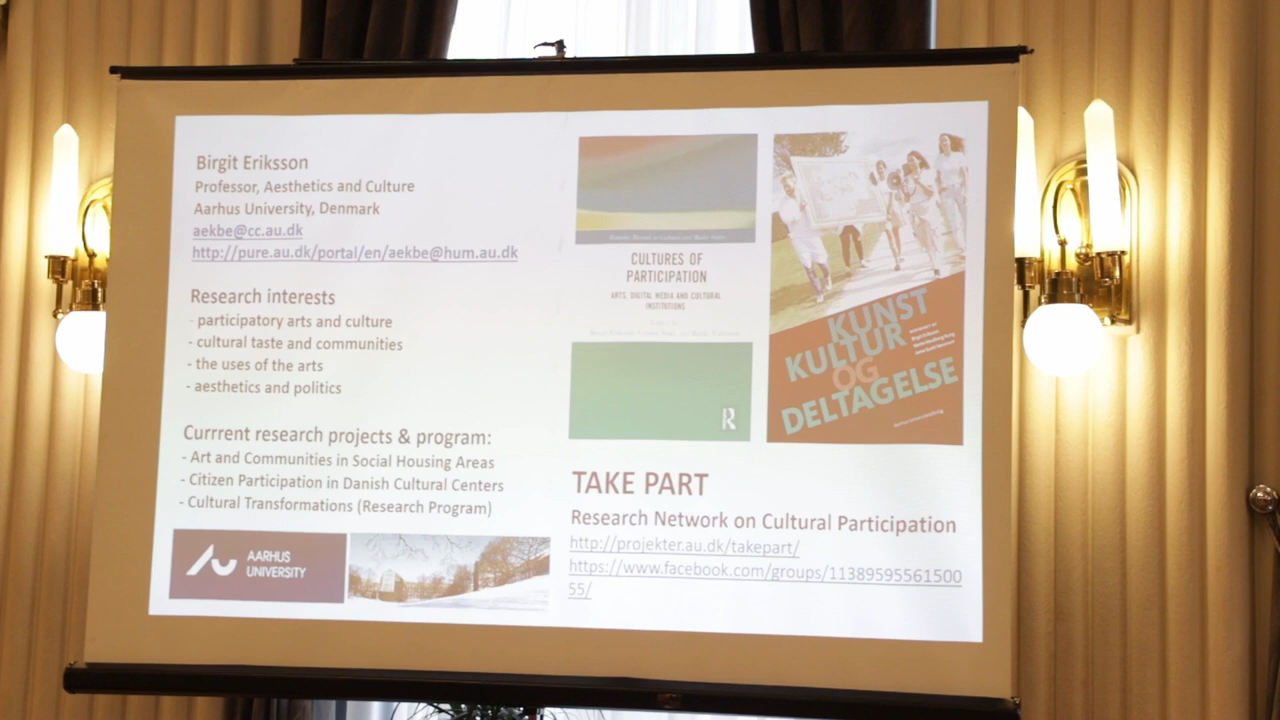 Birgit Eriksson
Professor, Aesthetics and Culture
Aarhus University, Denmark
aekbe@cc.au.dk
http://pure.au.dk/portal/en/aekbe@hum.au.dk
Research interests
- participatory arts and culture
- cultural taste and communities
- the uses of the arts
- aesthetics and politics
Currrent research projects & program:
- Art and Communities in Social Housing Areas
- Citizen Participation in Danish Cultural Centers
- Cultural Transformations (Research Program)
AARHUS
UNIVERSITY
CULTURES OF
PARTICIPATION
ARTS, DIGITAL MEDIA AND CULTURAL
INSTITUTIONS
R
KUNST
KULTUR
OG
DELTAGELSE
TAKE PART
Research Network on Cultural Participation
http://projekter.au.dk/takepart/
https://www.facebook.com/groups/11389595561500
55/